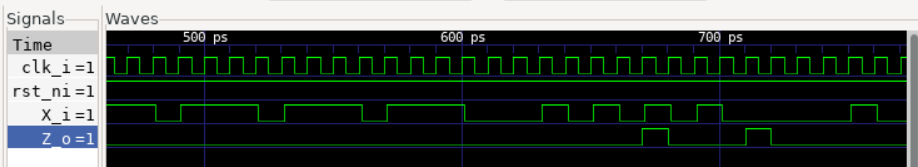 Signals Waves
Time 500 ps 600 ps 700 ps
clk_i=1
rst_ni=1
X_i=1
Z_o=1